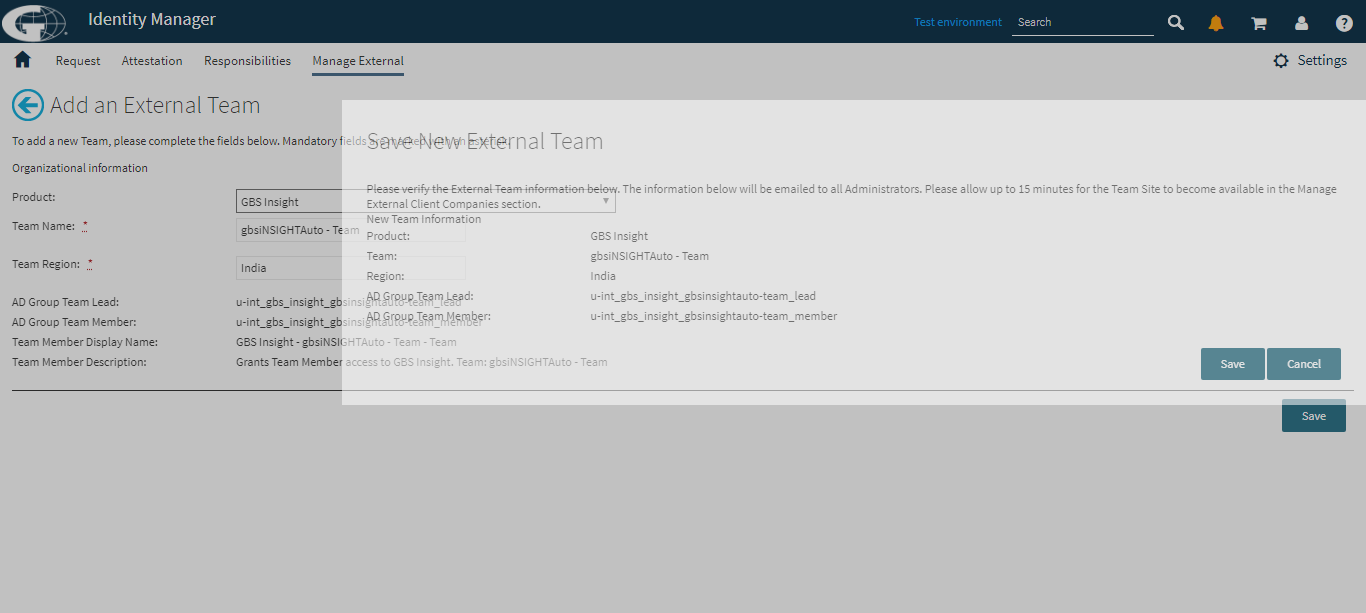 Identity Manager
Test environment
Search
Request Attestation Responsibilities Manage External
Settings
Add an External Team
To add a new Team, please complete the fields below. Mandatory fields are marked with an asterisk.
Organizational information
Product: GBS Insight
Team Name: * gbsiNSIGHTAuto - Team
Team Region: * India
AD Group Team Lead: u-int_gbs_insight_gbsinsightauto-team_lead
AD Group Team Member: u-int_gbs_insight_gbsinsightauto-team_member
Team Member Display Name: GBS Insight - gbsiNSIGHTAuto - Team - Team
Team Member Description: Grants Team Member access to GBS Insight. Team: gbsiNSIGHTAuto - Team
Save
Save New External Team
Please verify the External Team information below. The information below will be emailed to all Administrators. Please allow up to 15 minutes for the Team Site to become available in the Manage
External Client Companies section.
New Team Information
Product: GBS Insight
Team: gbsiNSIGHTAuto - Team
Region: India
AD Group Team Lead: u-int_gbs_insight_gbsinsightauto-team_lead
AD Group Team Member: u-int_gbs_insight_gbsinsightauto-team_member
Save Cancel